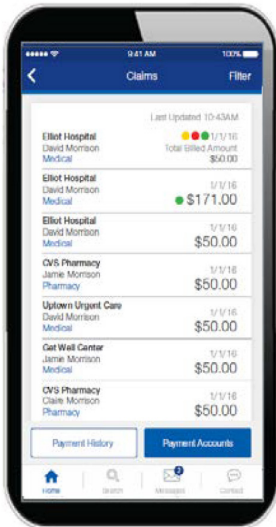 9:41 AM 100%
Claims Filter
Last Updated 10:43AM
Elliot Hospital 1/1/16
David Morrison Total Billed Amount
Medical $50.00
Elliot Hospital
David Morrison 1/1/16
Medical $171.00
Elliot Hospital
David Morrison 1/1/16
Medical $50.00
CVS Pharmacy
Jamie Morrison 1/1/16
Pharmacy $50.00
Uptown Urgent Care
David Morrison 1/1/16
Medical $50.00
Get Well Center
Jamie Morrison 1/1/16
Medical $50.00
CVS Pharmacy
Claire Morrison 1/1/16
Pharmacy $50.00
Payment History Payment Accounts
Home Search Messages Contact